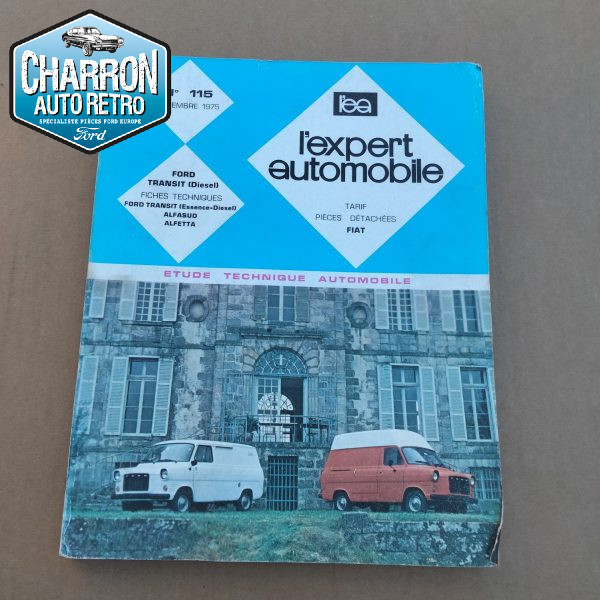 CHARRON
AUTO RETRO
SPÉCIALISTE PIÈCES FORD EUROPE
Ford
115
EMBRE 1975
l'ea
l'expert
automobile
FORD
TRANSIT (Diesel)
FICHES TECHNIQUES
FORD TRANSIT (Essence-Diesel)
ALFASUD
ALFETTA
TARIF
PIÈCES DÉTACHÉES
FIAT
ETUDE TECHNIQUE AUTOMOBILE